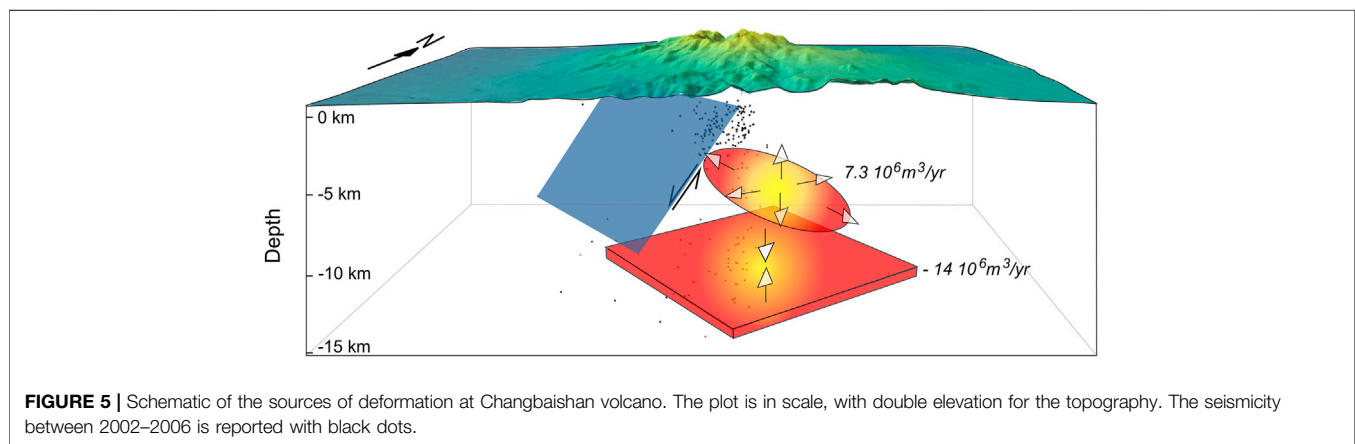 N
0 km
7.3 10⁶m³/yr
-5 km
Depth
- 14 10⁶m³/yr
-10 km
-15 km
FIGURE 5 | Schematic of the sources of deformation at Changbaishan volcano. The plot is in scale, with double elevation for the topography. The seismicity
between 2002–2006 is reported with black dots.